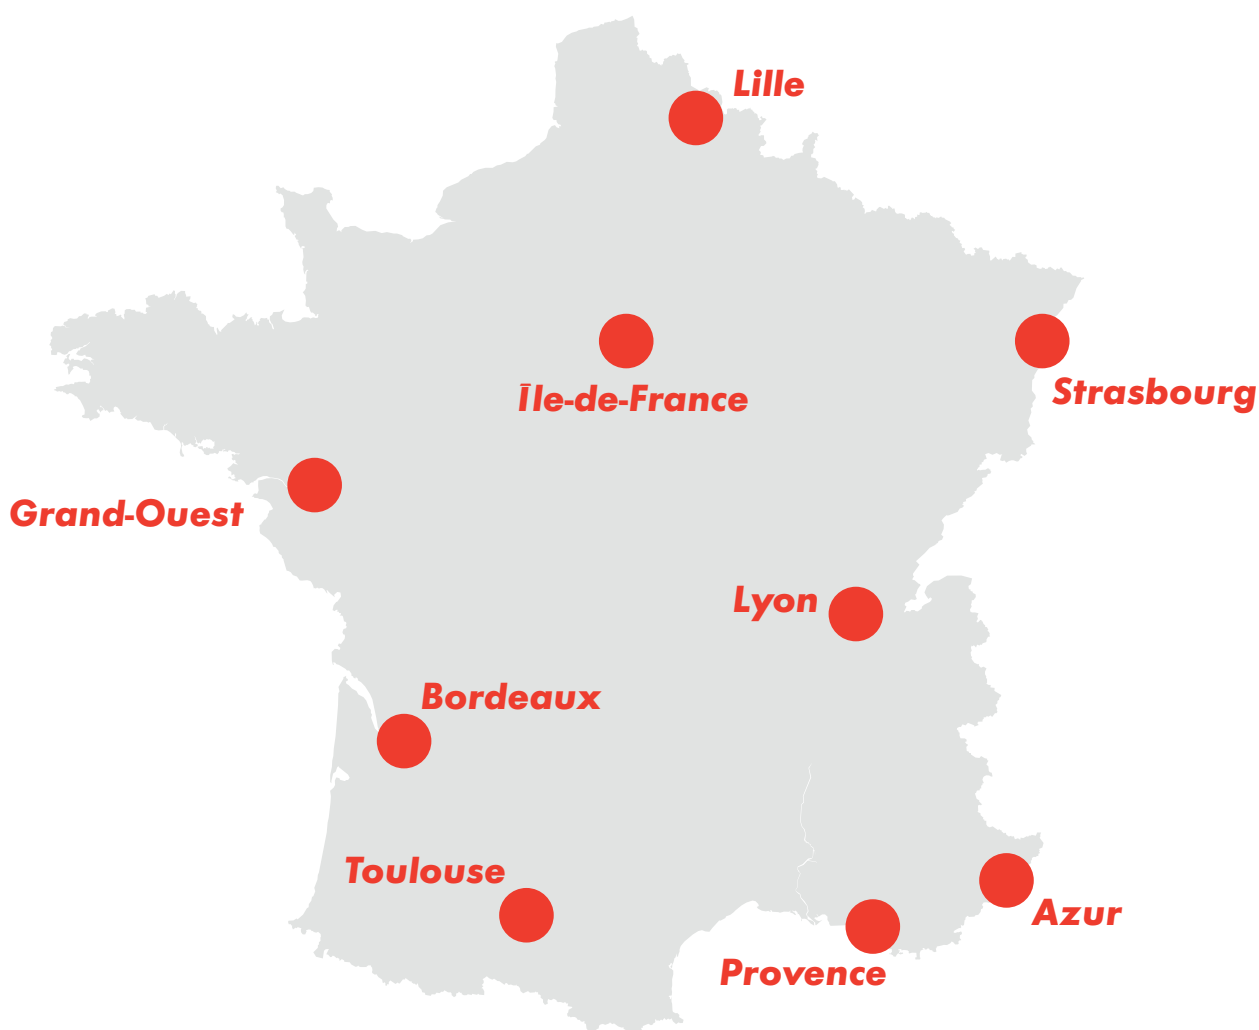 Lille
Île-de-France
Strasbourg
Grand-Ouest
Lyon
Bordeaux
Toulouse
Azur
Provence